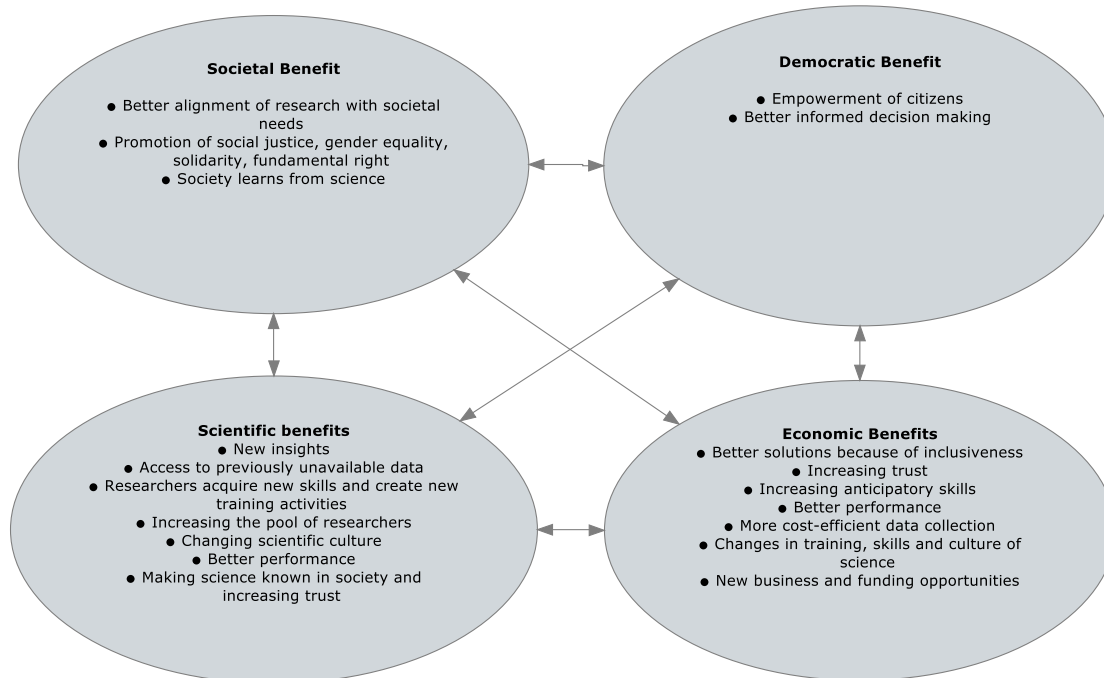 Societal Benefit
● Better alignment of research with societal
needs
● Promotion of social justice, gender equality,
solidarity, fundamental right
● Society learns from science
Democratic Benefit
● Empowerment of citizens
● Better informed decision making
Scientific benefits
● New insights
● Access to previously unavailable data
● Researchers acquire new skills and create new
training activities
● Increasing the pool of researchers
● Changing scientific culture
● Better performance
● Making science known in society and
increasing trust
Economic Benefits
● Better solutions because of inclusiveness
● Increasing trust
● Increasing anticipatory skills
● Better performance
● More cost-efficient data collection
● Changes in training, skills and culture of
science
● New business and funding opportunities